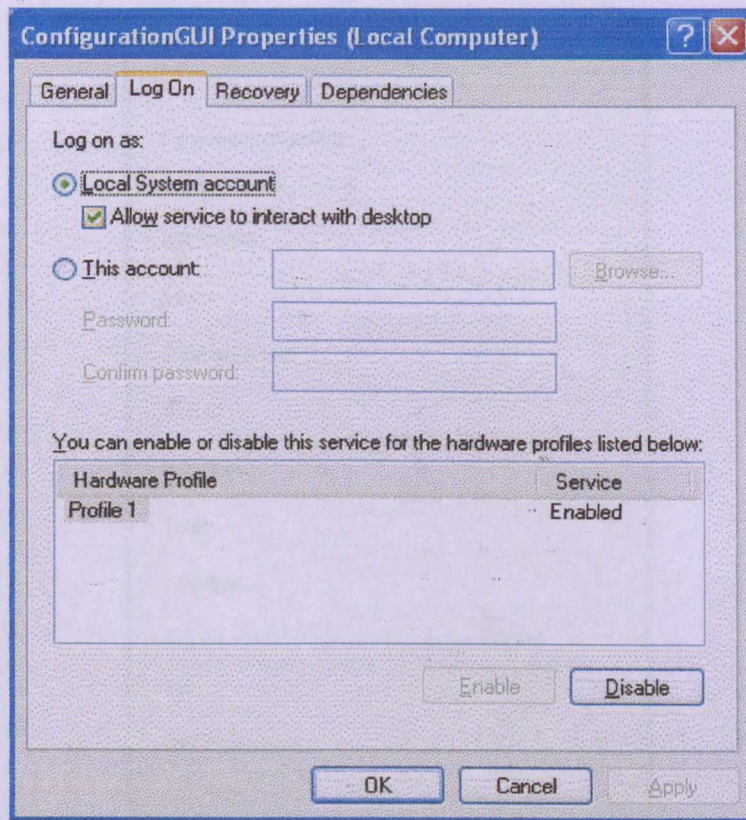 ConfigurationGUI Properties (Local Computer)
General Log On Recovery Dependencies
Log on as:
Local System account
Allow service to interact with desktop
This account:
Browse...
Password:
Confirm password:
You can enable or disable this service for the hardware profiles listed below:
Hardware Profile Service
Profile 1 Enabled
Enable Disable
OK Cancel Apply